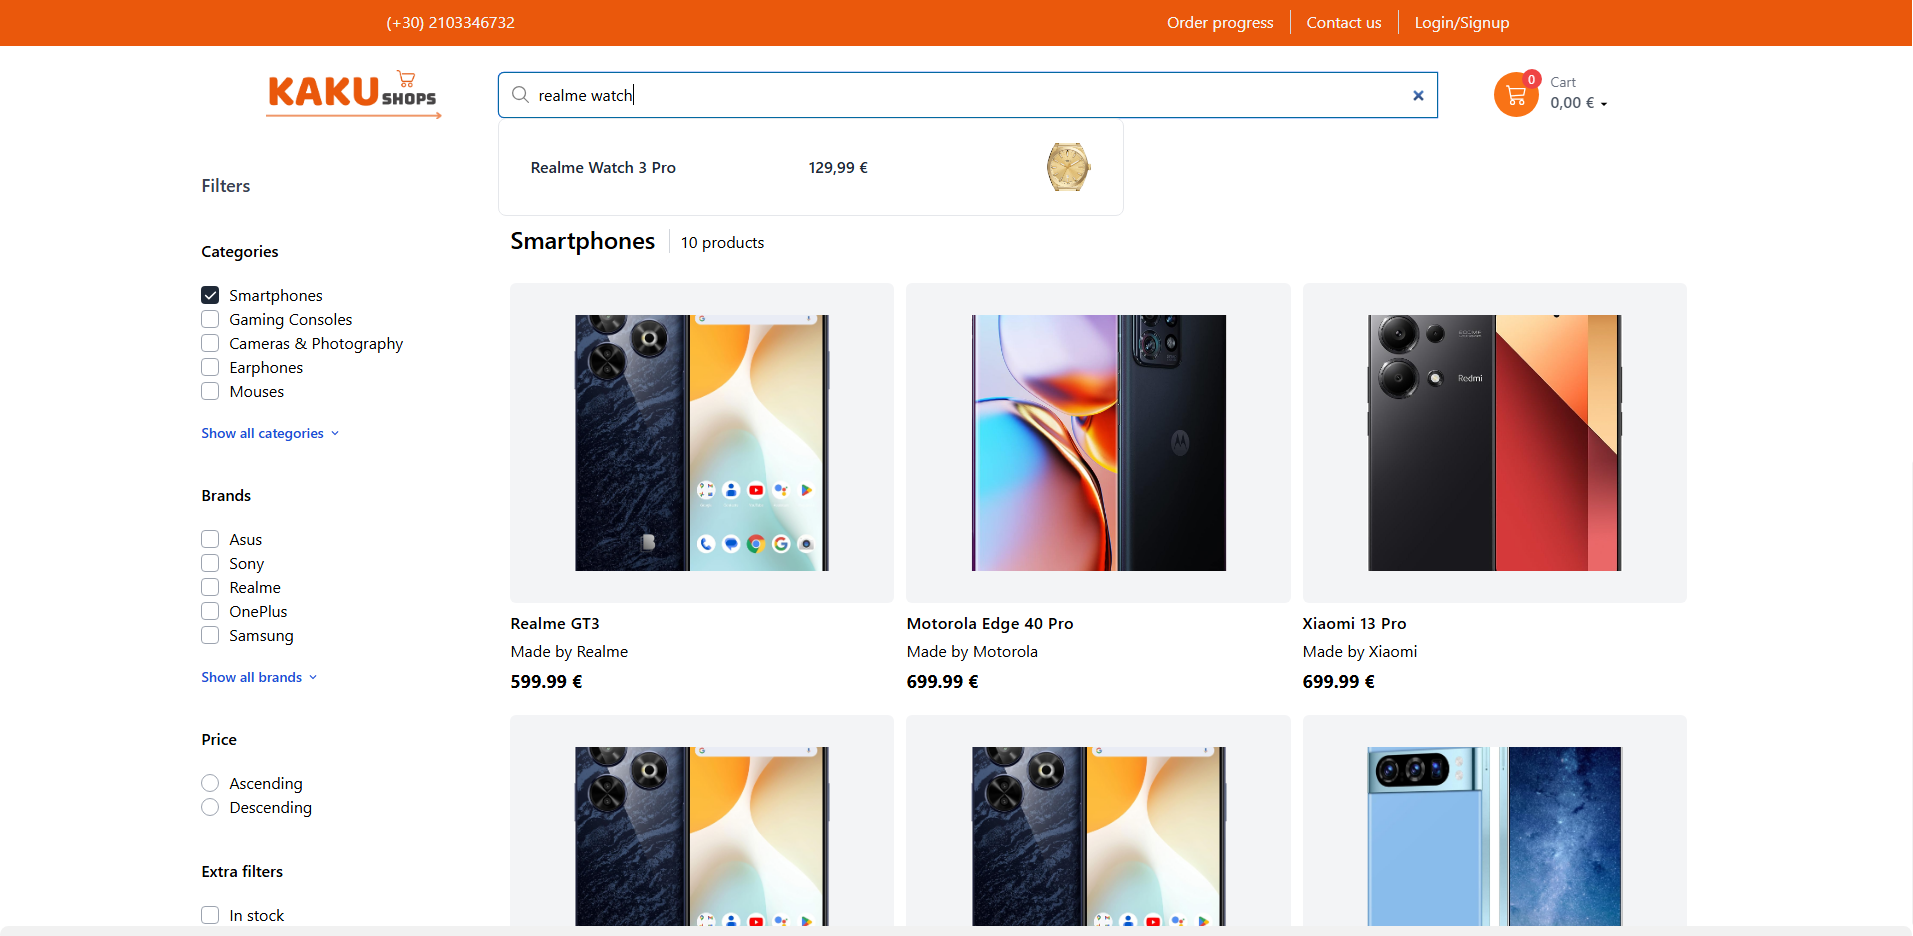 (+30) 2103346732
Order progress
Contact us
Login/Signup
KAKU SHOPS
realme watch
0
Cart
0,00 €
Realme Watch 3 Pro
129,99 €
Filters
Categories
Smartphones
Gaming Consoles
Cameras & Photography
Earphones
Mouses
Show all categories
Brands
Asus
Sony
Realme
OnePlus
Samsung
Show all brands
Price
Ascending
Descending
Extra filters
In stock
Smartphones
10 products
Redmi
Realme GT3
Made by Realme
599.99 €
Motorola Edge 40 Pro
Made by Motorola
699.99 €
Xiaomi 13 Pro
Made by Xiaomi
699.99 €